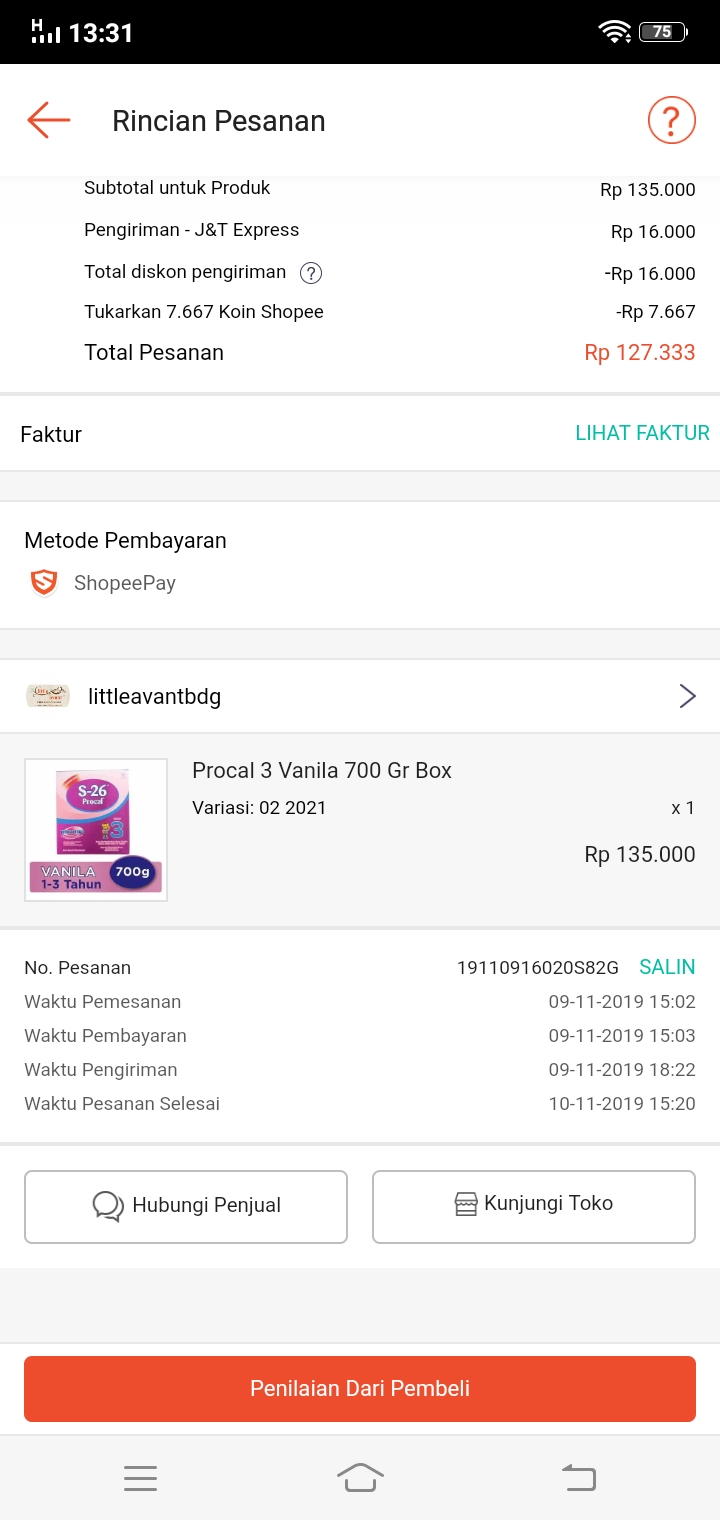 H 13:31 75
Rincian Pesanan ?
Subtotal untuk Produk Rp 135.000
Pengiriman - J&T Express Rp 16.000
Total diskon pengiriman ? -Rp 16.000
Tukarkan 7.667 Koin Shopee -Rp 7.667
Total Pesanan Rp 127.333
Faktur LIHAT FAKTUR
Metode Pembayaran
ShopeePay
littleavantbdg
Procal 3 Vanila 700 Gr Box
Variasi: 02 2021 x 1
Rp 135.000
S-26
Procal
3
VANILA 700g
1-3 Tahun
No. Pesanan 19110916020S82G SALIN
Waktu Pemesanan 09-11-2019 15:02
Waktu Pembayaran 09-11-2019 15:03
Waktu Pengiriman 09-11-2019 18:22
Waktu Pesanan Selesai 10-11-2019 15:20
Hubungi Penjual Kunjungi Toko
Penilaian Dari Pembeli